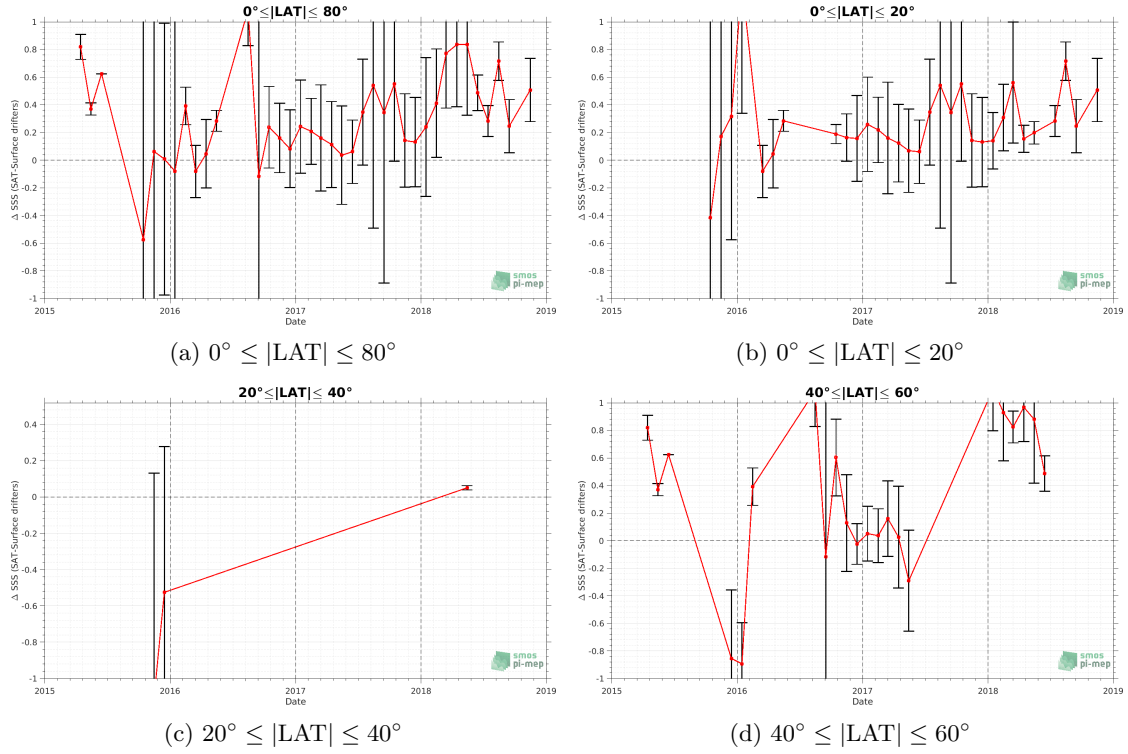 0°≤|LAT|≤ 80°
Δ SSS (SAT-Surface drifters)
1
0.8
0.6
0.4
0.2
0
-0.2
-0.4
-0.6
-0.8
-1
2015
2016
2017
2018
2019
Date
smos
pi-mep
(a) 0° ≤ |LAT| ≤ 80°
0°≤|LAT|≤ 20°
Δ SSS (SAT-Surface drifters)
1
0.8
0.6
0.4
0.2
0
-0.2
-0.4
-0.6
-0.8
-1
2015
2016
2017
2018
2019
Date
smos
pi-mep
(b) 0° ≤ |LAT| ≤ 20°
20°≤|LAT|≤ 40°
Δ SSS (SAT-Surface drifters)
0.4
0.2
0
-0.2
-0.4
-0.6
-0.8
-1
2015
2016
2017
2018
2019
Date
smos
pi-mep
(c) 20° ≤ |LAT| ≤ 40°
40°≤|LAT|≤ 60°
Δ SSS (SAT-Surface drifters)
1
0.8
0.6
0.4
0.2
0
-0.2
-0.4
-0.6
-0.8
-1
2015
2016
2017
2018
2019
Date
smos
pi-mep
(d) 40° ≤ |LAT| ≤ 60°